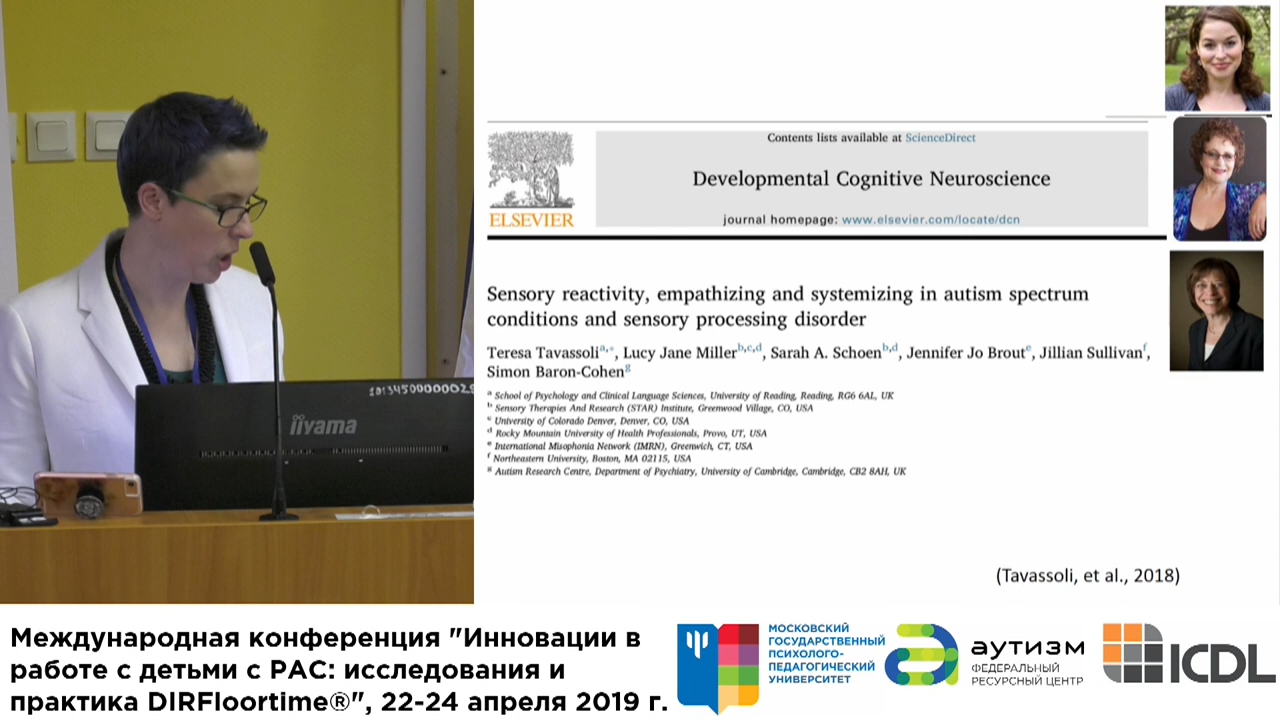 Contents lists available at ScienceDirect
Developmental Cognitive Neuroscience
journal homepage: www.elsevier.com/locate/dcn
ELSEVIER
Sensory reactivity, empathizing and systemizing in autism spectrum
conditions and sensory processing disorder
Teresa Tavassoliᵃ,*, Lucy Jane Millerᵇ,ᶜ,ᵈ, Sarah A. Schoenᵇ,ᵈ, Jennifer Jo Broutᵉ, Jillian Sullivanᶠ,
Simon Baron-Cohenᵍ
ᵃ School of Psychology and Clinical Language Sciences, University of Reading, Reading, RG6 6AL, UK
ᵇ Sensory Therapies And Research (STAR) Institute, Greenwood Village, CO, USA
ᶜ University of Colorado Denver, Denver, CO, USA
ᵈ Rocky Mountain University of Health Professionals, Provo, UT, USA
ᵉ International Misophonia Network (IMRN), Greenwich, CT, USA
ᶠ Northeastern University, Boston, MA 02115, USA
ᵍ Autism Research Centre, Department of Psychiatry, University of Cambridge, Cambridge, CB2 8AH, UK
(Tavassoli, et al., 2018)
iiyama
Международная конференция "Инновации в
работе с детьми с РАС: исследования и
практика DIRFloortime®", 22-24 апреля 2019 г.
МОСКОВСКИЙ
ГОСУДАРСТВЕННЫЙ
ПСИХОЛОГО-
ПЕДАГОГИЧЕСКИЙ
УНИВЕРСИТЕТ
аутизм
ФЕДЕРАЛЬНЫЙ
РЕСУРСНЫЙ ЦЕНТР
ICDL